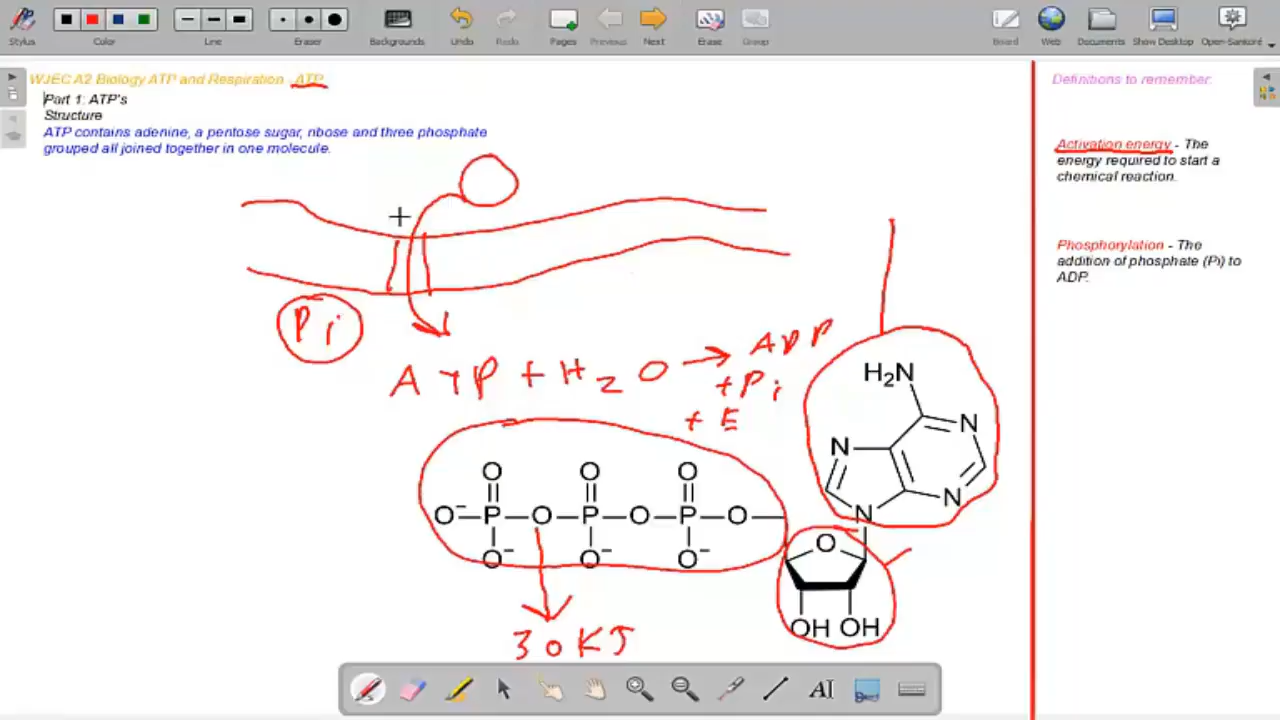 Stylus
Color
Line
Eraser
Backgrounds
Undo
Redo
Pages
Previous
Next
Erase
Group
Board
Web
Documents
Show Desktop
Open-Sankoré
WJEC A2 Biology ATP and Respiration - ATP
Part 1: ATP's
Structure
ATP contains adenine, a pentose sugar, ribose and three phosphate
grouped all joined together in one molecule.
Definitions to remember:
Activation energy - The
energy required to start a
chemical reaction.
Phosphorylation - The
addition of phosphate (Pi) to
ADP.
Pi
ATP + H2O → ADP
+ Pi
+ E
H2N
N
N
N
N
O O O
O⁻ P O P O P O
O⁻ O⁻ O⁻
O
OH OH
30KJ
AI